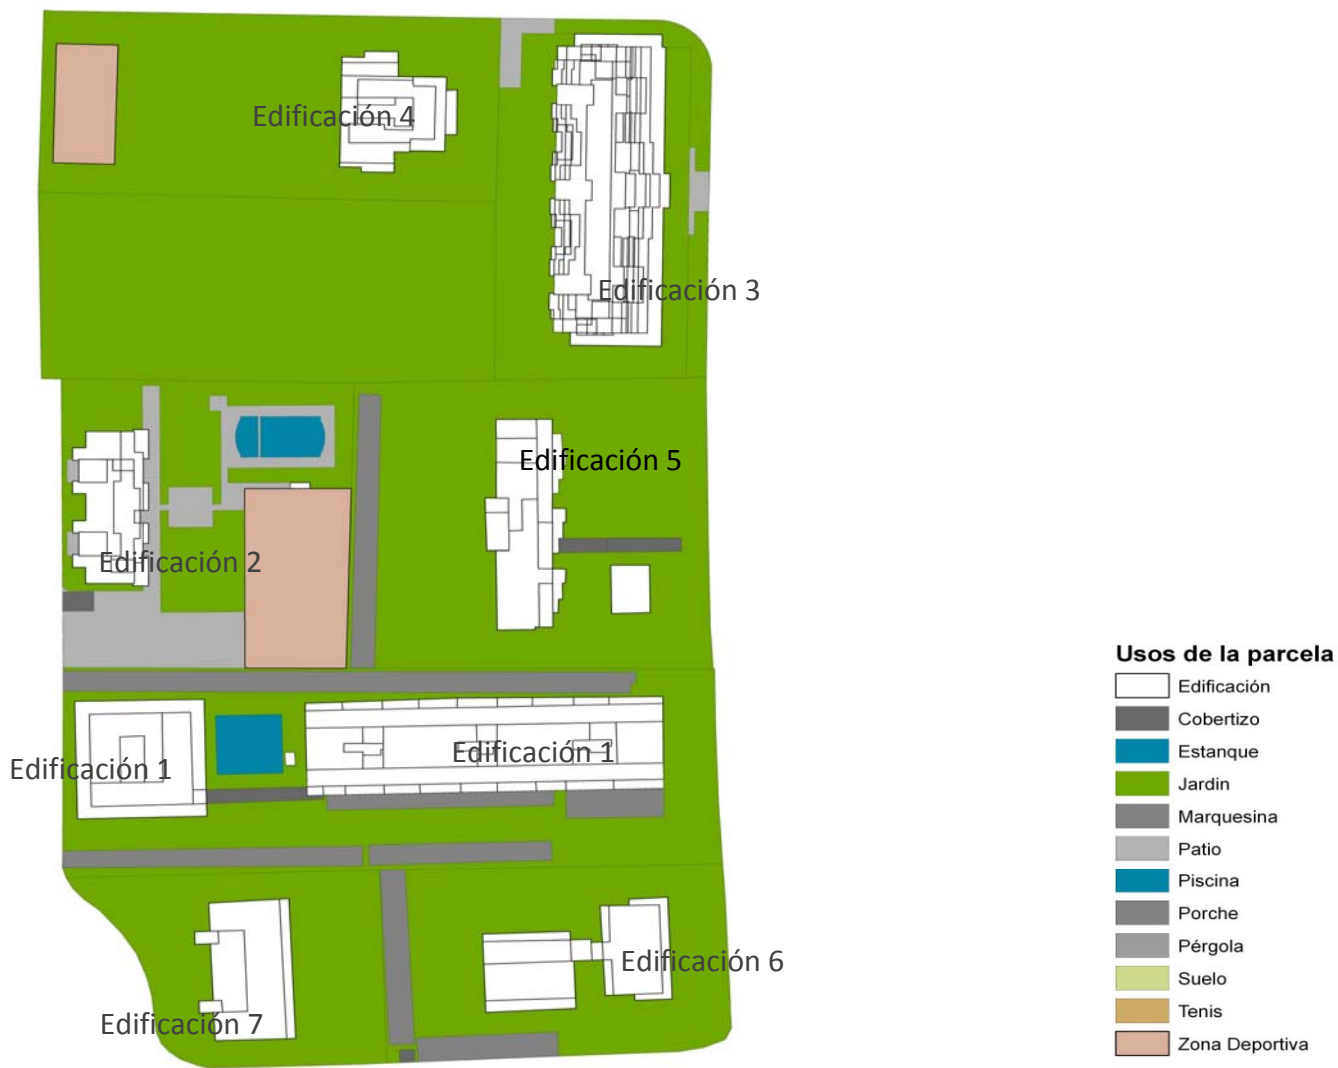 Edificación 4
Edificación 3
Edificación 5
Edificación 2
Edificación 1
Edificación 1
Edificación 6
Edificación 7
Usos de la parcela
Edificación
Cobertizo
Estanque
Jardin
Marquesina
Patio
Piscina
Porche
Pérgola
Suelo
Tenis
Zona Deportiva